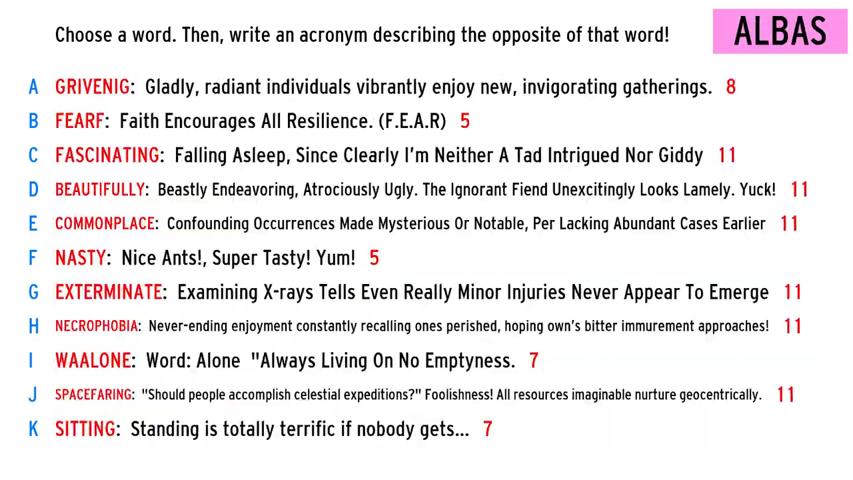 Choose a word. Then, write an acronym describing the opposite of that word!
ALBAS
A GRIVENIG: Gladly, radiant individuals vibrantly enjoy new, invigorating gatherings. 8
B FEARF: Faith Encourages All Resilience. (F.E.A.R) 5
C FASCINATING: Falling Asleep, Since Clearly I'm Neither A Tad Intrigued Nor Giddy 11
D BEAUTIFULLY: Beastly Endeavoring, Atrociously Ugly. The Ignorant Fiend Unexcitingly Looks Lamely. Yuck! 11
E COMMONPLACE: Confounding Occurrences Made Mysterious Or Notable, Per Lacking Abundant Cases Earlier 11
F NASTY: Nice Ants!, Super Tasty! Yum! 5
G EXTERMINATE: Examining X-rays Tells Even Really Minor Injuries Never Appear To Emerge 11
H NECROPHOBIA: Never-ending enjoyment constantly recalling ones perished, hoping own's bitter immurement approaches! 11
I WAALONE: Word: Alone "Always Living On No Emptyness. 7
J SPACEFARING: "Should people accomplish celestial expeditions?" Foolishness! All resources imaginable nurture geocentrically. 11
K SITTING: Standing is totally terrific if nobody gets... 7